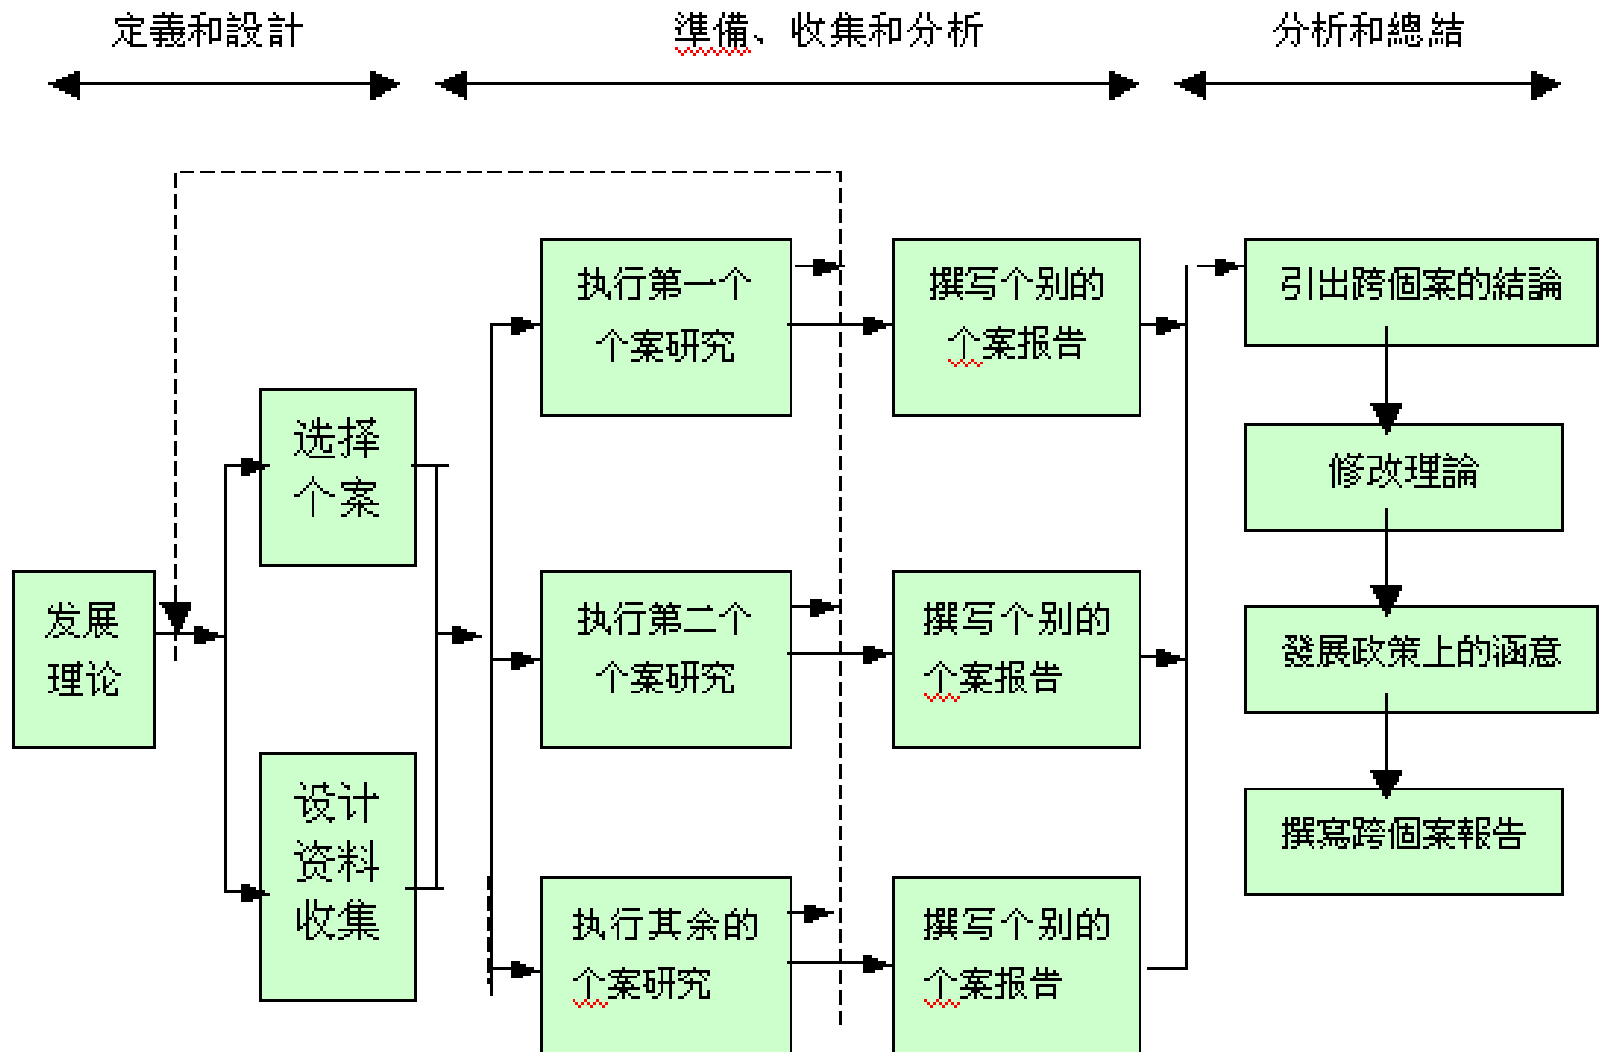 定義和設計
準備、收集和分析
分析和總結
发展
理论
选择
个案
设计
资料
收集
执行第一个
个案研究
撰写个别的
个案报告
执行第二个
个案研究
撰写个别的
个案报告
执行其余的
个案研究
撰写个别的
个案报告
引出跨個案的結論
修改理論
發展政策上的涵意
撰寫跨個案報告